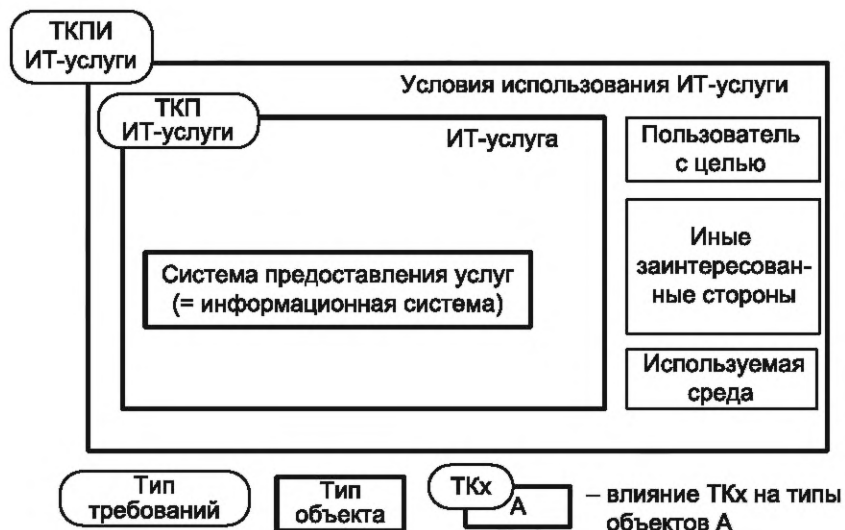 ТКПИ
ИТ-услуги
Условия использования ИТ-услуги
ТКП
ИТ-услуги
ИТ-услуга
Пользователь
с целью
Система предоставления услуг
(= информационная система)
Иные
заинтересован-
ные стороны
Используемая
среда
Тип
требований
Тип
объекта
ТКх
А
– влияние ТКх на типы
объектов А